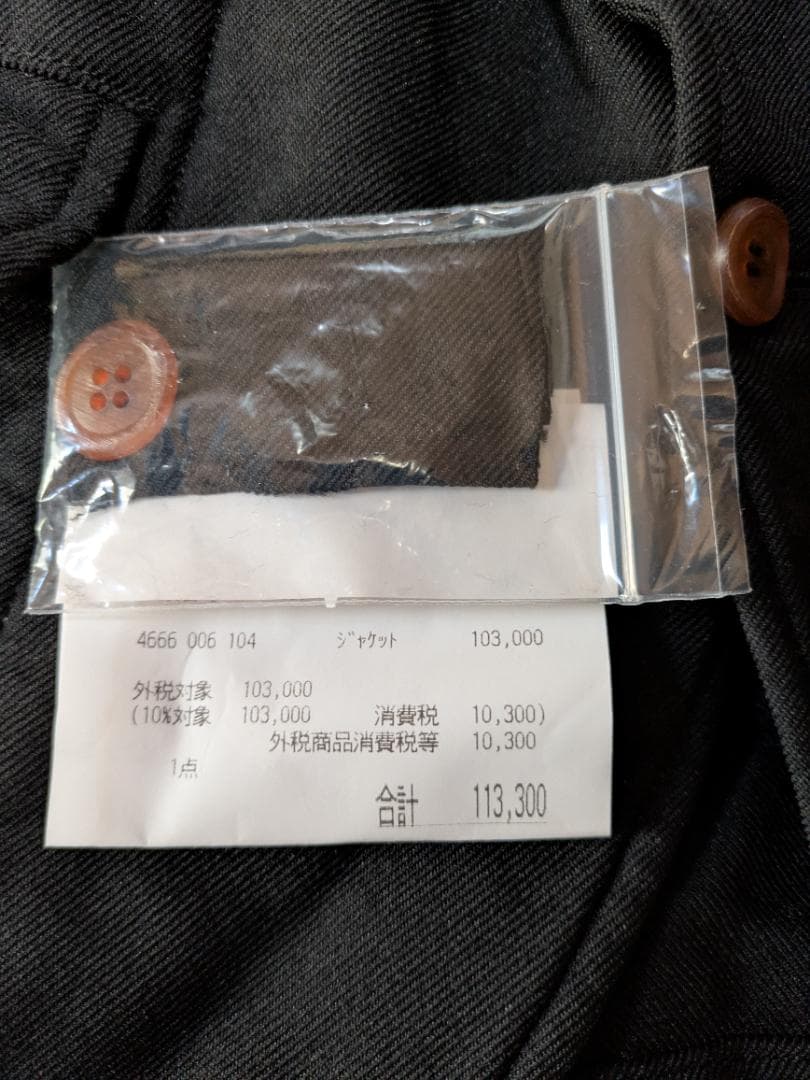 4666 006 104 ｼﾞｬｹｯﾄ 103,000
外税対象 103,000
(10%対象 103,000 消費税 10,300)
外税商品消費税等 10,300
1点
合計 113,300